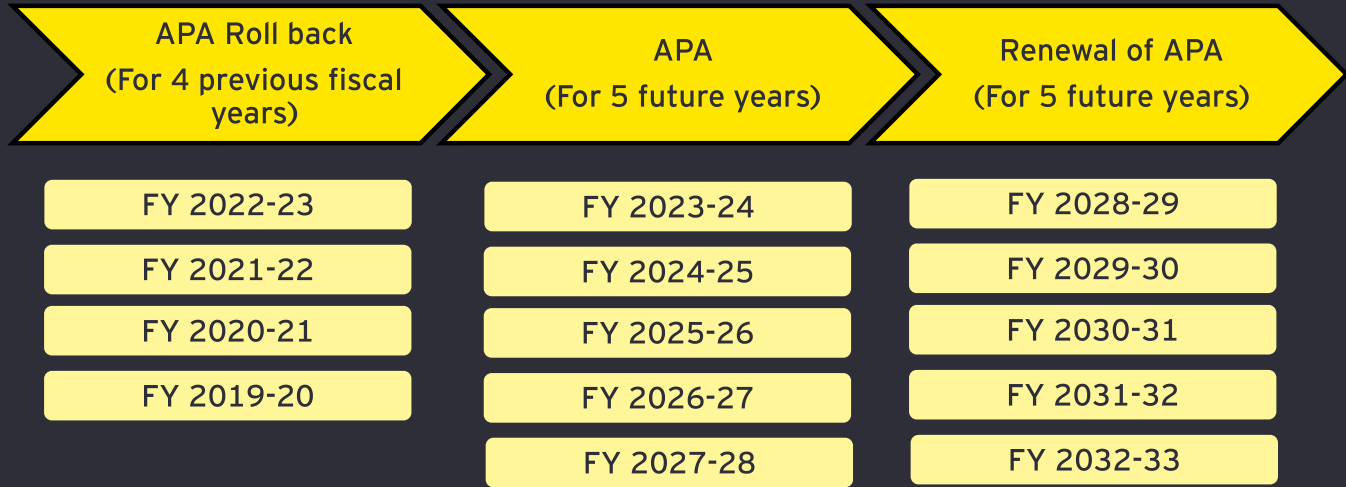 APA Roll back
(For 4 previous fiscal
years)
APA
(For 5 future years)
Renewal of APA
(For 5 future years)
FY 2022-23
FY 2021-22
FY 2020-21
FY 2019-20
FY 2023-24
FY 2024-25
FY 2025-26
FY 2026-27
FY 2027-28
FY 2028-29
FY 2029-30
FY 2030-31
FY 2031-32
FY 2032-33